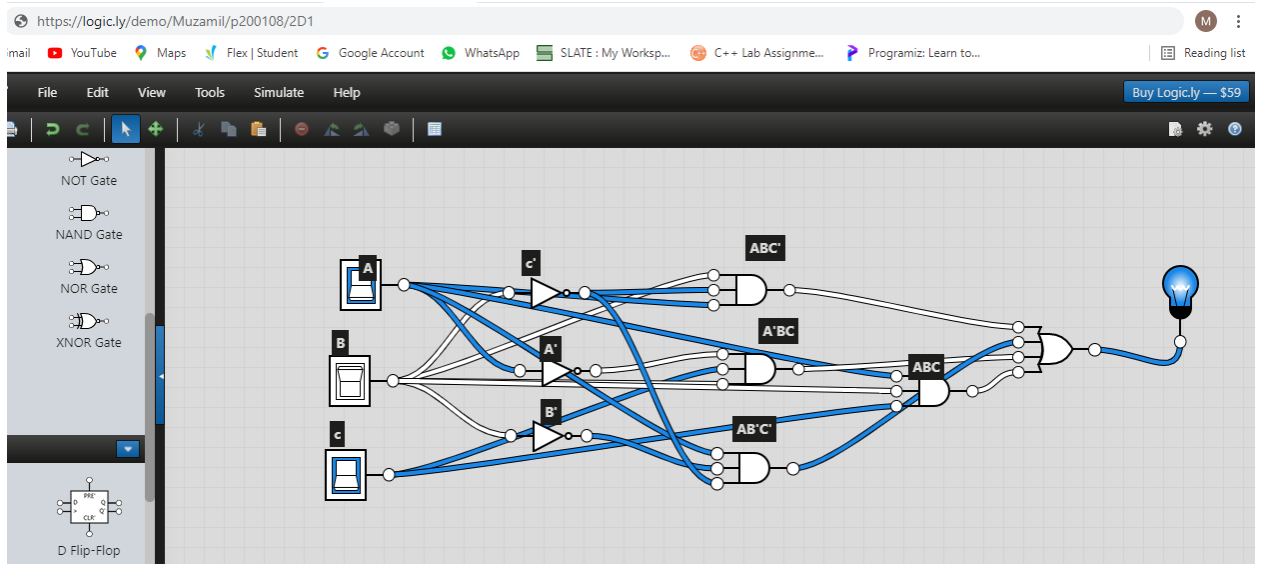 https://logic.ly/demo/Muzamil/p200108/2D1
M
YouTube
Maps
Flex | Student
G Google Account
WhatsApp
SLATE : My Worksp...
C++ Lab Assignme...
Programiz: Learn to...
Reading list
File
Edit
View
Tools
Simulate
Help
Buy Logic.ly — $59
NOT Gate
NAND Gate
NOR Gate
XNOR Gate
PRE'
D
Q
>
Q'
CLR'
D Flip-Flop
A
B
c
c'
A'
B'
ABC'
A'BC
ABC
AB'C'